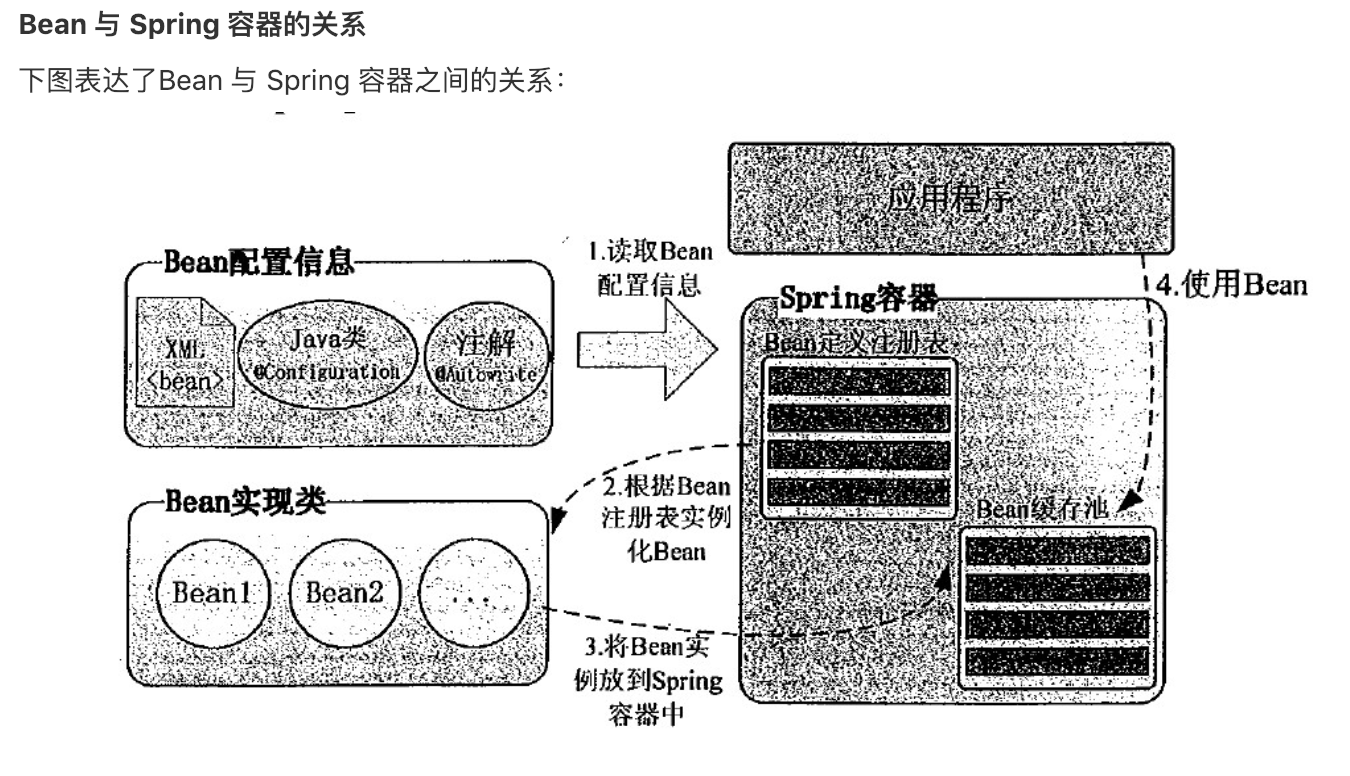 Bean 与 Spring 容器的关系
下图表达了Bean 与 Spring 容器之间的关系：
应用程序
Bean配置信息
XML
<bean>
Java类
@Configuration
注解
@Autowrite
1.读取Bean
配置信息
Spring容器
4.使用Bean
Bean定义注册表
2.根据Bean
注册表实例
化Bean
Bean实现类
Bean1
Bean2
...
Bean缓存池
3.将Bean实
例放到Spring
容器中